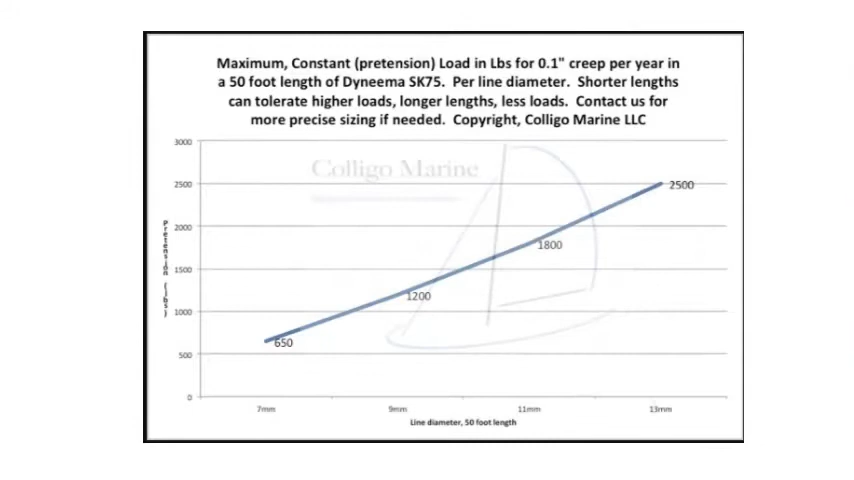 Maximum, Constant (pretension) Load in Lbs for 0.1" creep per year in
a 50 foot length of Dyneema SK75. Per line diameter. Shorter lengths
can tolerate higher loads, longer lengths, less loads. Contact us for
more precise sizing if needed. Copyright, Colligo Marine LLC
Colligo Marine
Pretension (lbs)
3000
2500
2000
1500
1000
500
0
650
1200
1800
2500
7mm
9mm
11mm
13mm
Line diameter, 50 foot length